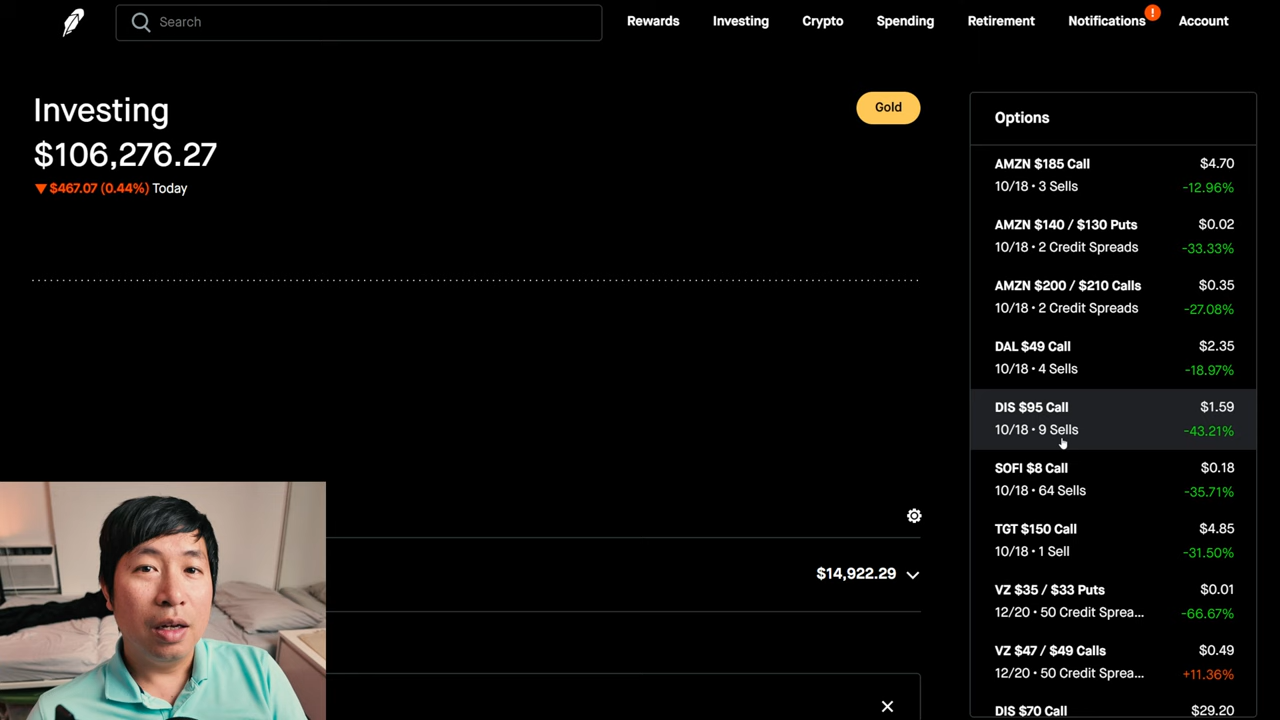 Search
Rewards
Investing
Crypto
Spending
Retirement
Notifications
!
Account
Investing
Gold
$106,276.27
▼ $467.07 (0.44%) Today
$14,922.29
Options
AMZN $185 Call $4.70
10/18 • 3 Sells -12.96%
AMZN $140 / $130 Puts $0.02
10/18 • 2 Credit Spreads -33.33%
AMZN $200 / $210 Calls $0.35
10/18 • 2 Credit Spreads -27.08%
DAL $49 Call $2.35
10/18 • 4 Sells -18.97%
DIS $95 Call $1.59
10/18 • 9 Sells -43.21%
SOFI $8 Call $0.18
10/18 • 64 Sells -35.71%
TGT $150 Call $4.85
10/18 • 1 Sell -31.50%
VZ $35 / $33 Puts $0.01
12/20 • 50 Credit Sprea... -66.67%
VZ $47 / $49 Calls $0.49
12/20 • 50 Credit Sprea... +11.36%
DIS $70 Call $29.20